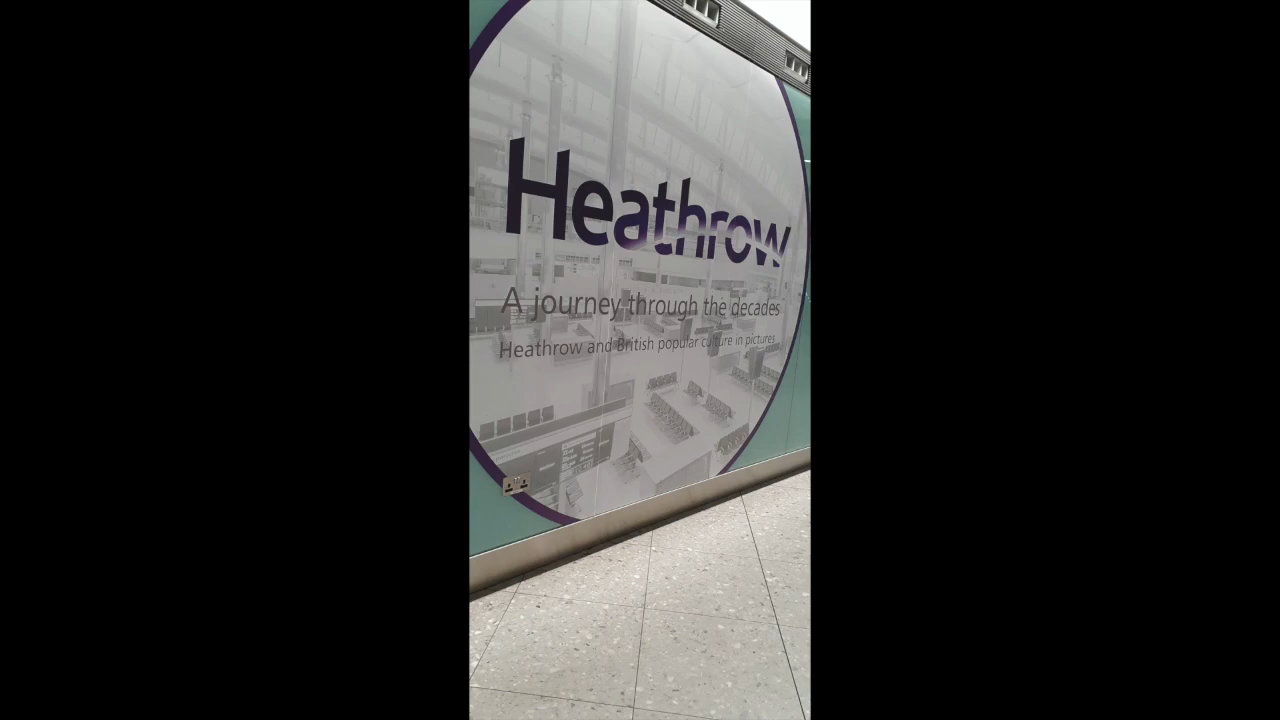 Heathrow
A journey through the decades
Heathrow and British popular culture in pictures